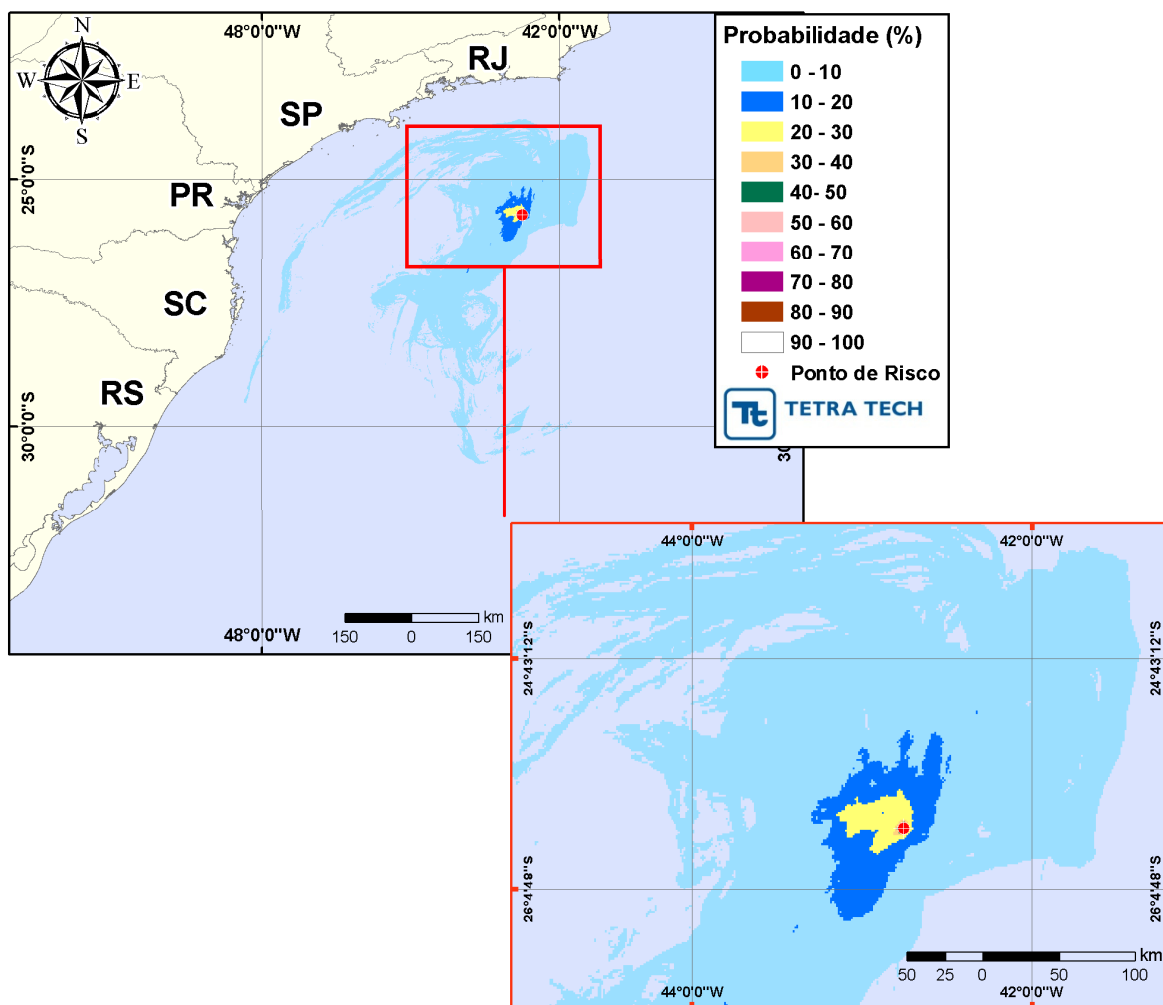 N
W E
S
48°0'0"W
42°0'0"W
RJ
SP
PR
SC
RS
25°0'0"S
30°0'0"S
30
48°0'0"W
km
150 0 150
Probabilidade (%)
0 - 10
10 - 20
20 - 30
30 - 40
40- 50
50 - 60
60 - 70
70 - 80
80 - 90
90 - 100
Ponto de Risco
Tt TETRA TECH
44°0'0"W
42°0'0"W
24°43'12"S
24°43'12"S
26°4'48"S
26°4'48"S
km
50 25 0 50 100
44°0'0"W
42°0'0"W